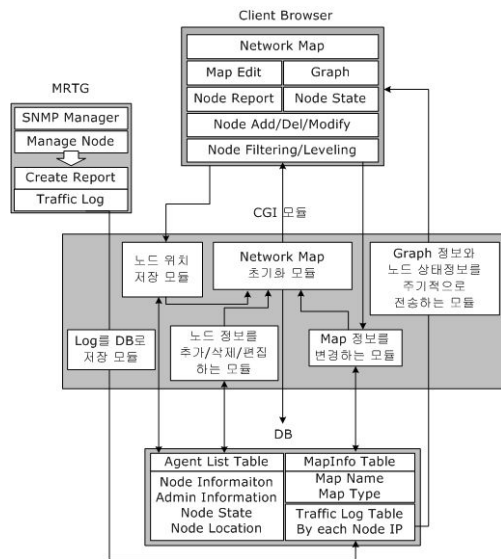 Client Browser
Network Map
Map Edit
Graph
Node Report
Node State
Node Add/Del/Modify
Node Filtering/Leveling
MRTG
SNMP Manager
Manage Node
Create Report
Traffic Log
CGI 모듈
노드 위치
저장 모듈
Network Map
초기화 모듈
Graph 정보와
노드 상태정보를
주기적으로
전송하는 모듈
Log를 DB로
저장 모듈
노드 정보를
추가/삭제/편집
하는 모듈
Map 정보를
변경하는 모듈
DB
Agent List Table
Node Informaiton
Admin Information
Node State
Node Location
MapInfo Table
Map Name
Map Type
Traffic Log Table
By each Node IP